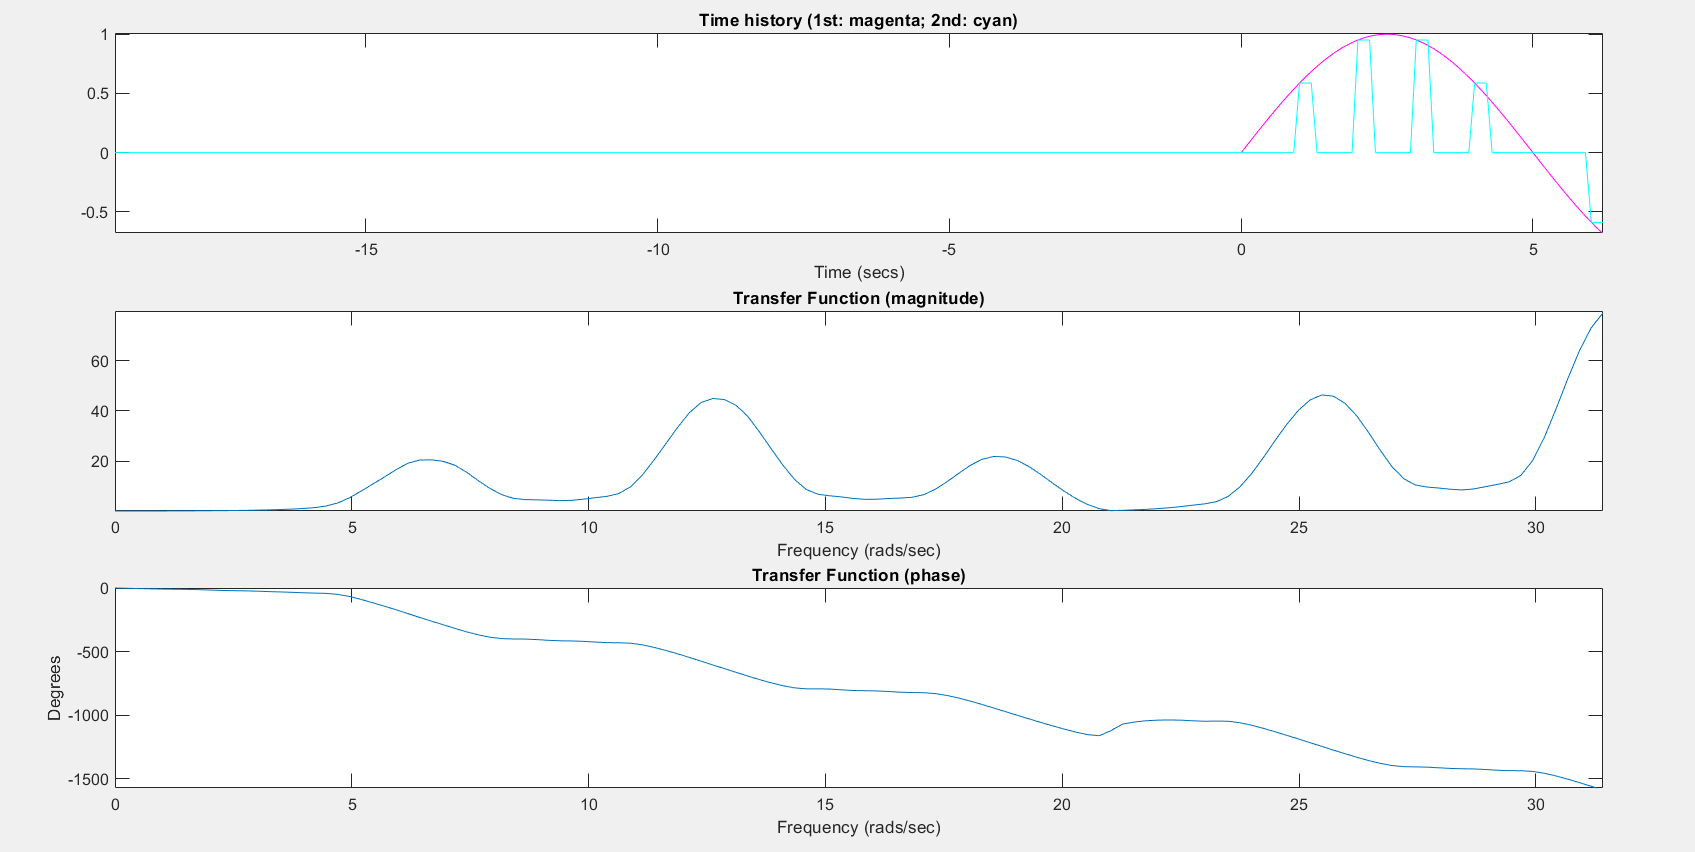 Time history (1st: magenta; 2nd: cyan)
1
0.5
0
-0.5
-15 -10 -5 0 5
Time (secs)
Transfer Function (magnitude)
60
40
20
0 5 10 15 20 25 30
Frequency (rads/sec)
Transfer Function (phase)
0
-500
-1000
-1500
Degrees
0 5 10 15 20 25 30
Frequency (rads/sec)